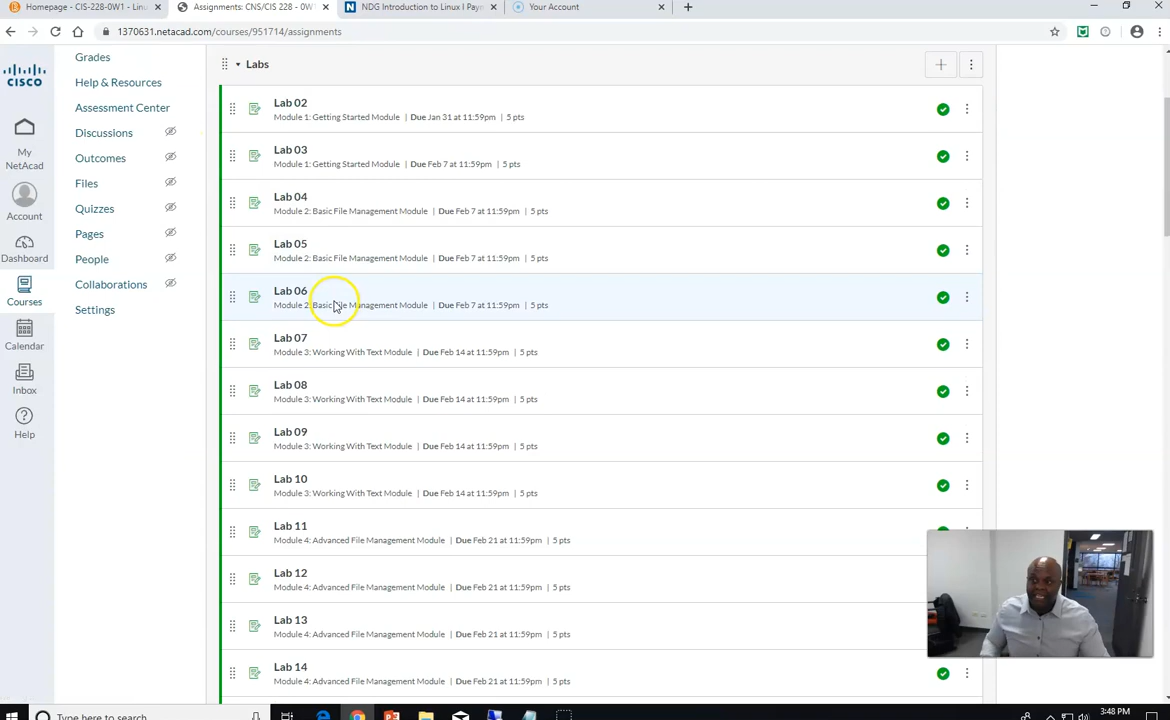 Homepage - CIS-228-0W1 - Linu
Assignments: CNS/CIS 228 - 0W1
NDG Introduction to Linux I Payn
Your Account
1370631.netacad.com/courses/951714/assignments
CISCO
My
NetAcad
Account
Dashboard
Courses
Calendar
Inbox
Help
Grades
Help & Resources
Assessment Center
Discussions
Outcomes
Files
Quizzes
Pages
People
Collaborations
Settings
Labs
Lab 02
Module 1: Getting Started Module | Due Jan 31 at 11:59pm | 5 pts
Lab 03
Module 1: Getting Started Module | Due Feb 7 at 11:59pm | 5 pts
Lab 04
Module 2: Basic File Management Module | Due Feb 7 at 11:59pm | 5 pts
Lab 05
Module 2: Basic File Management Module | Due Feb 7 at 11:59pm | 5 pts
Lab 06
Module 2: Basic File Management Module | Due Feb 7 at 11:59pm | 5 pts
Lab 07
Module 3: Working With Text Module | Due Feb 14 at 11:59pm | 5 pts
Lab 08
Module 3: Working With Text Module | Due Feb 14 at 11:59pm | 5 pts
Lab 09
Module 3: Working With Text Module | Due Feb 14 at 11:59pm | 5 pts
Lab 10
Module 3: Working With Text Module | Due Feb 14 at 11:59pm | 5 pts
Lab 11
Module 4: Advanced File Management Module | Due Feb 21 at 11:59pm | 5 pts
Lab 12
Module 4: Advanced File Management Module | Due Feb 21 at 11:59pm | 5 pts
Lab 13
Module 4: Advanced File Management Module | Due Feb 21 at 11:59pm | 5 pts
Lab 14
Module 4: Advanced File Management Module | Due Feb 21 at 11:59pm | 5 pts
Type here to search
3:48 PM